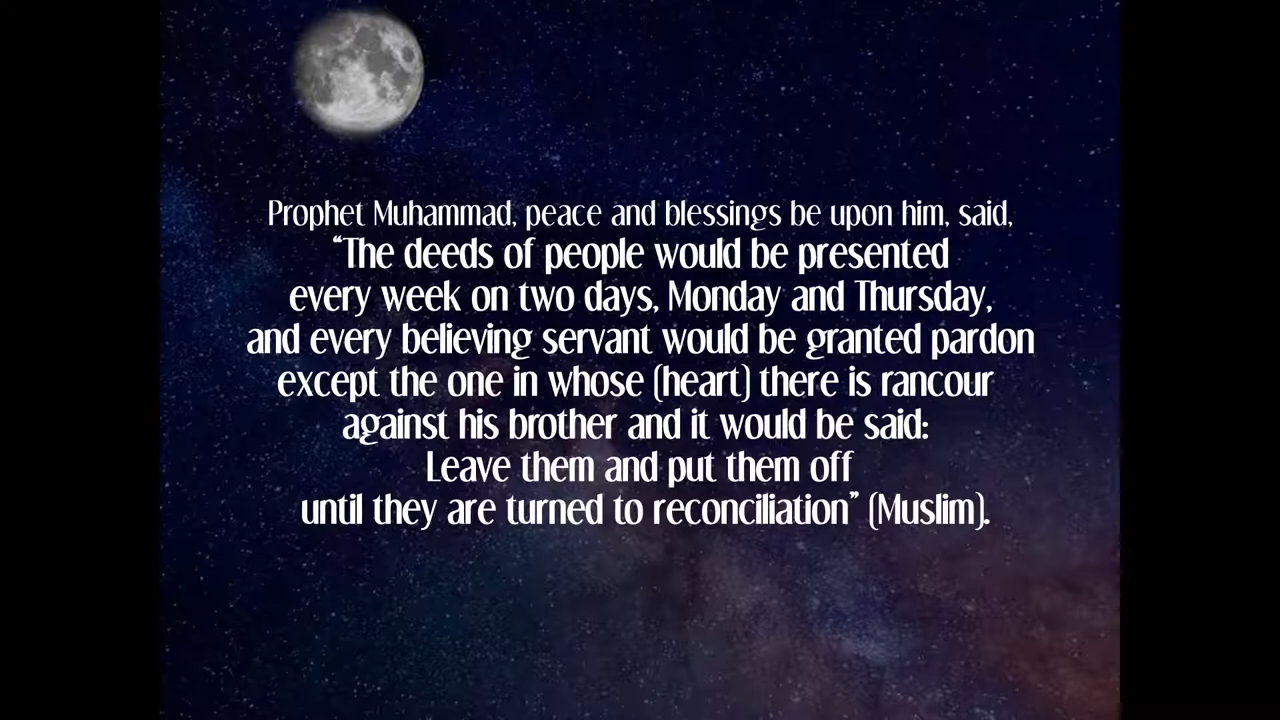 Prophet Muhammad, peace and blessings be upon him, said,
“The deeds of people would be presented
every week on two days, Monday and Thursday,
and every believing servant would be granted pardon
except the one in whose (heart) there is rancour
against his brother and it would be said:
Leave them and put them off
until they are turned to reconciliation” (Muslim).